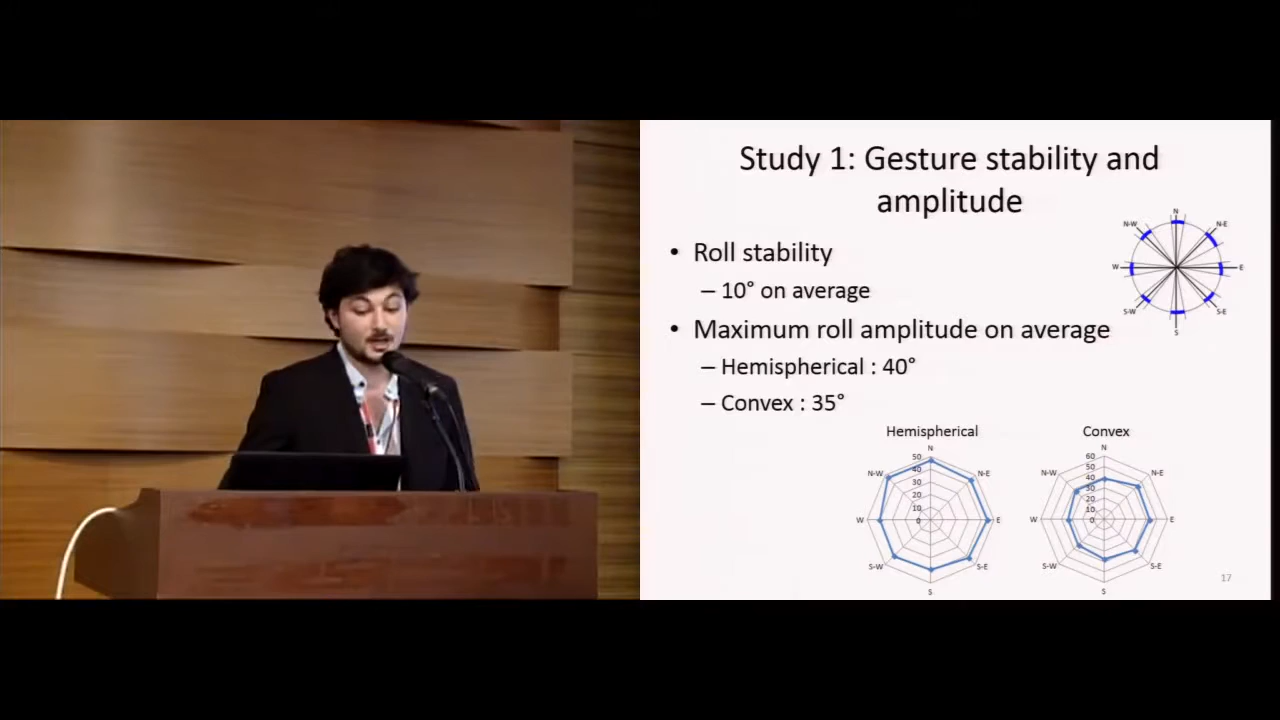 Study 1: Gesture stability and
amplitude
• Roll stability
– 10° on average
• Maximum roll amplitude on average
– Hemispherical : 40°
– Convex : 35°
N
N-W
N-E
W
E
S-W
S-E
S
Hemispherical
N
50
N-W
40
N-E
30
20
10
W
0
E
S-W
S-E
S
Convex
N
60
N-W
50
N-E
40
30
20
10
W
0
E
S-W
S-E
S
17